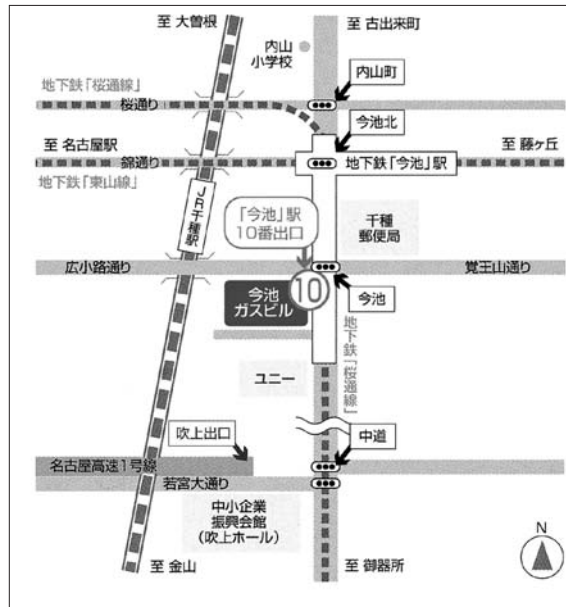 至 大曽根
至 古出来町
内山
小学校
内山町
地下鉄「桜通線」
桜通り
今池北
至 名古屋駅
至 藤ヶ丘
錦通り
地下鉄「今池」駅
地下鉄「東山線」
JR千種駅
「今池」駅
10番出口
千種
郵便局
広小路通り
覚王山通り
10
今池
ガスビル
今池
地下鉄「桜通線」
ユニー
吹上出口
中道
名古屋高速1号線
若宮大通り
中小企業
振興会館
(吹上ホール)
N
至 金山
至 御器所